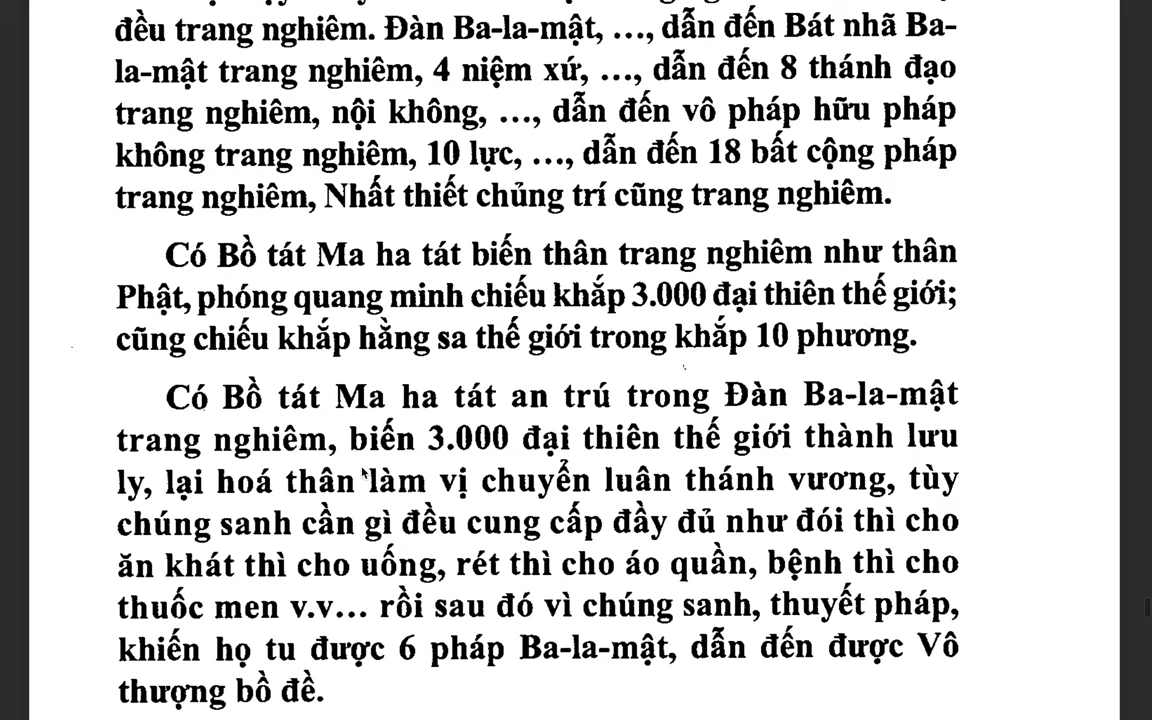 đều trang nghiêm. Đàn Ba-la-mật, …, dẫn đến Bát nhã Ba-
la-mật trang nghiêm, 4 niệm xứ, …, dẫn đến 8 thánh đạo
trang nghiêm, nội không, …, dẫn đến vô pháp hữu pháp
không trang nghiêm, 10 lực, …, dẫn đến 18 bất cộng pháp
trang nghiêm, Nhất thiết chủng trí cũng trang nghiêm.
Có Bồ tát Ma ha tát biến thân trang nghiêm như thân
Phật, phóng quang minh chiếu khắp 3.000 đại thiên thế giới;
cũng chiếu khắp hằng sa thế giới trong khắp 10 phương.
Có Bồ tát Ma ha tát an trú trong Đàn Ba-la-mật
trang nghiêm, biến 3.000 đại thiên thế giới thành lưu
ly, lại hoá thân làm vị chuyển luân thánh vương, tùy
chúng sanh cần gì đều cung cấp đầy đủ như đói thì cho
ăn khát thì cho uống, rét thì cho áo quần, bệnh thì cho
thuốc men v.v… rồi sau đó vì chúng sanh, thuyết pháp,
khiến họ tu được 6 pháp Ba-la-mật, dẫn đến được Vô
thượng bồ đề.